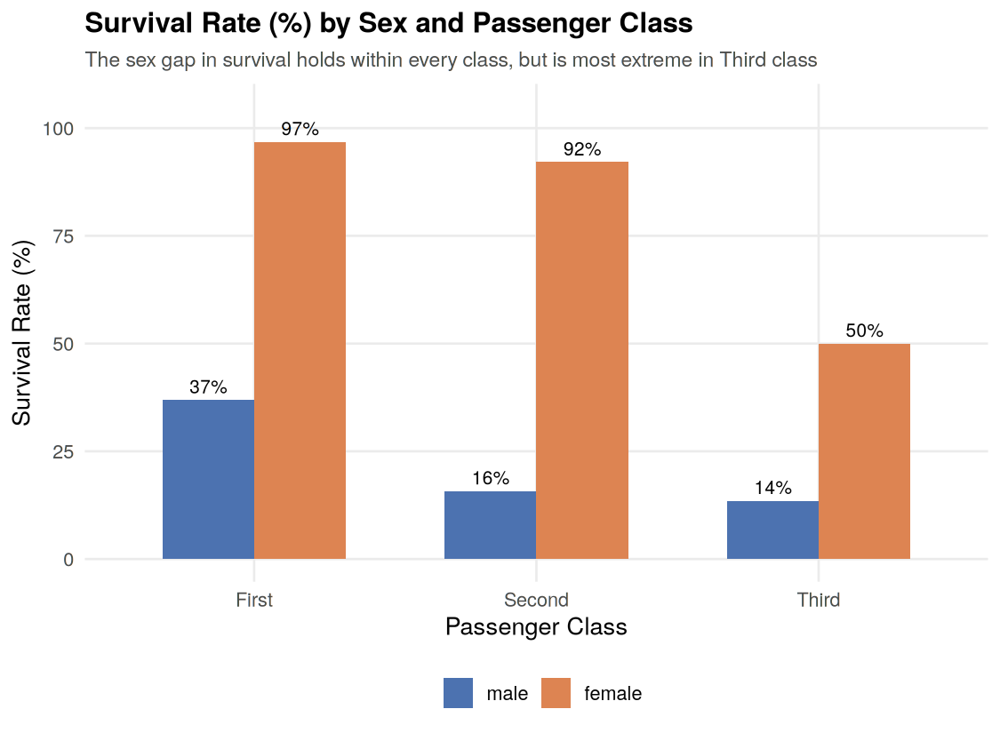 Survival Rate (%) by Sex and Passenger Class
The sex gap in survival holds within every class, but is most extreme in Third class
Survival Rate (%)
100
75
50
25
0
37%
97%
16%
92%
14%
50%
First
Second
Third
Passenger Class
male
female